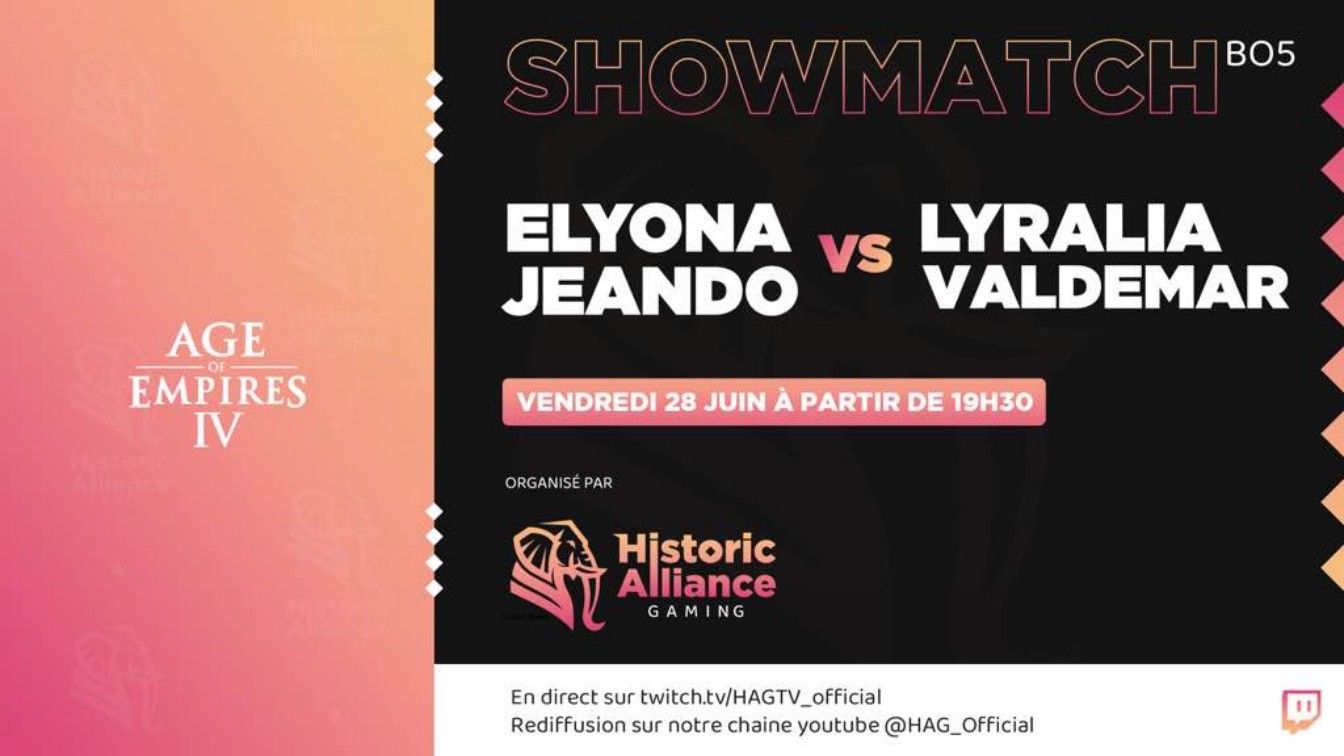 SHOWMATCH BO5
ELYONA
JEANDO
VS
LYRALIA
VALDEMAR
VENDREDI 28 JUIN À PARTIR DE 19H30
ORGANISÉ PAR
Historic
Alliance
GAMING
AGE
OF
EMPIRES
IV
En direct sur twitch.tv/HAGTV_official
Rediffusion sur notre chaine youtube @HAG_Official